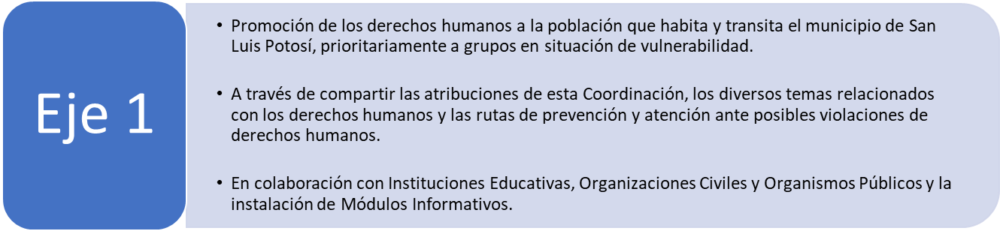 Eje 1
• Promoción de los derechos humanos a la población que habita y transita el municipio de San
Luis Potosí, prioritariamente a grupos en situación de vulnerabilidad.
• A través de compartir las atribuciones de esta Coordinación, los diversos temas relacionados
con los derechos humanos y las rutas de prevención y atención ante posibles violaciones de
derechos humanos.
• En colaboración con Instituciones Educativas, Organizaciones Civiles y Organismos Públicos y la
instalación de Módulos Informativos.